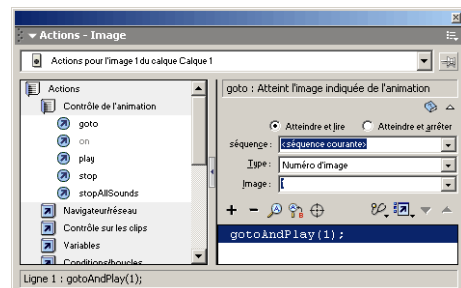 Actions - Image
Actions pour l'image 1 du calque Calque 1
Actions
Contrôle de l'animation
goto
on
play
stop
stopAllSounds
Navigateur/réseau
Contrôle sur les clips
Variables
Conditions/boucles
goto : Atteint l'image indiquée de l'animation
Atteindre et lire
Atteindre et arrêter
séquence : <séquence courante>
Type : Numéro d'image
Image : 1
gotoAndPlay(1);
Ligne 1 : gotoAndPlay(1);